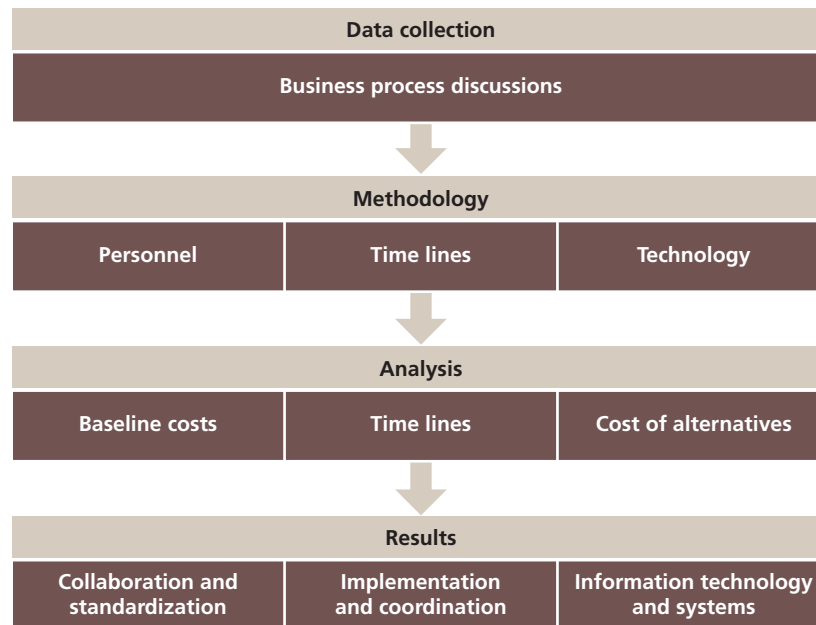 Data collection
Business process discussions
Methodology
Personnel
Time lines
Technology
Analysis
Baseline costs
Time lines
Cost of alternatives
Results
Collaboration and
standardization
Implementation
and coordination
Information technology
and systems